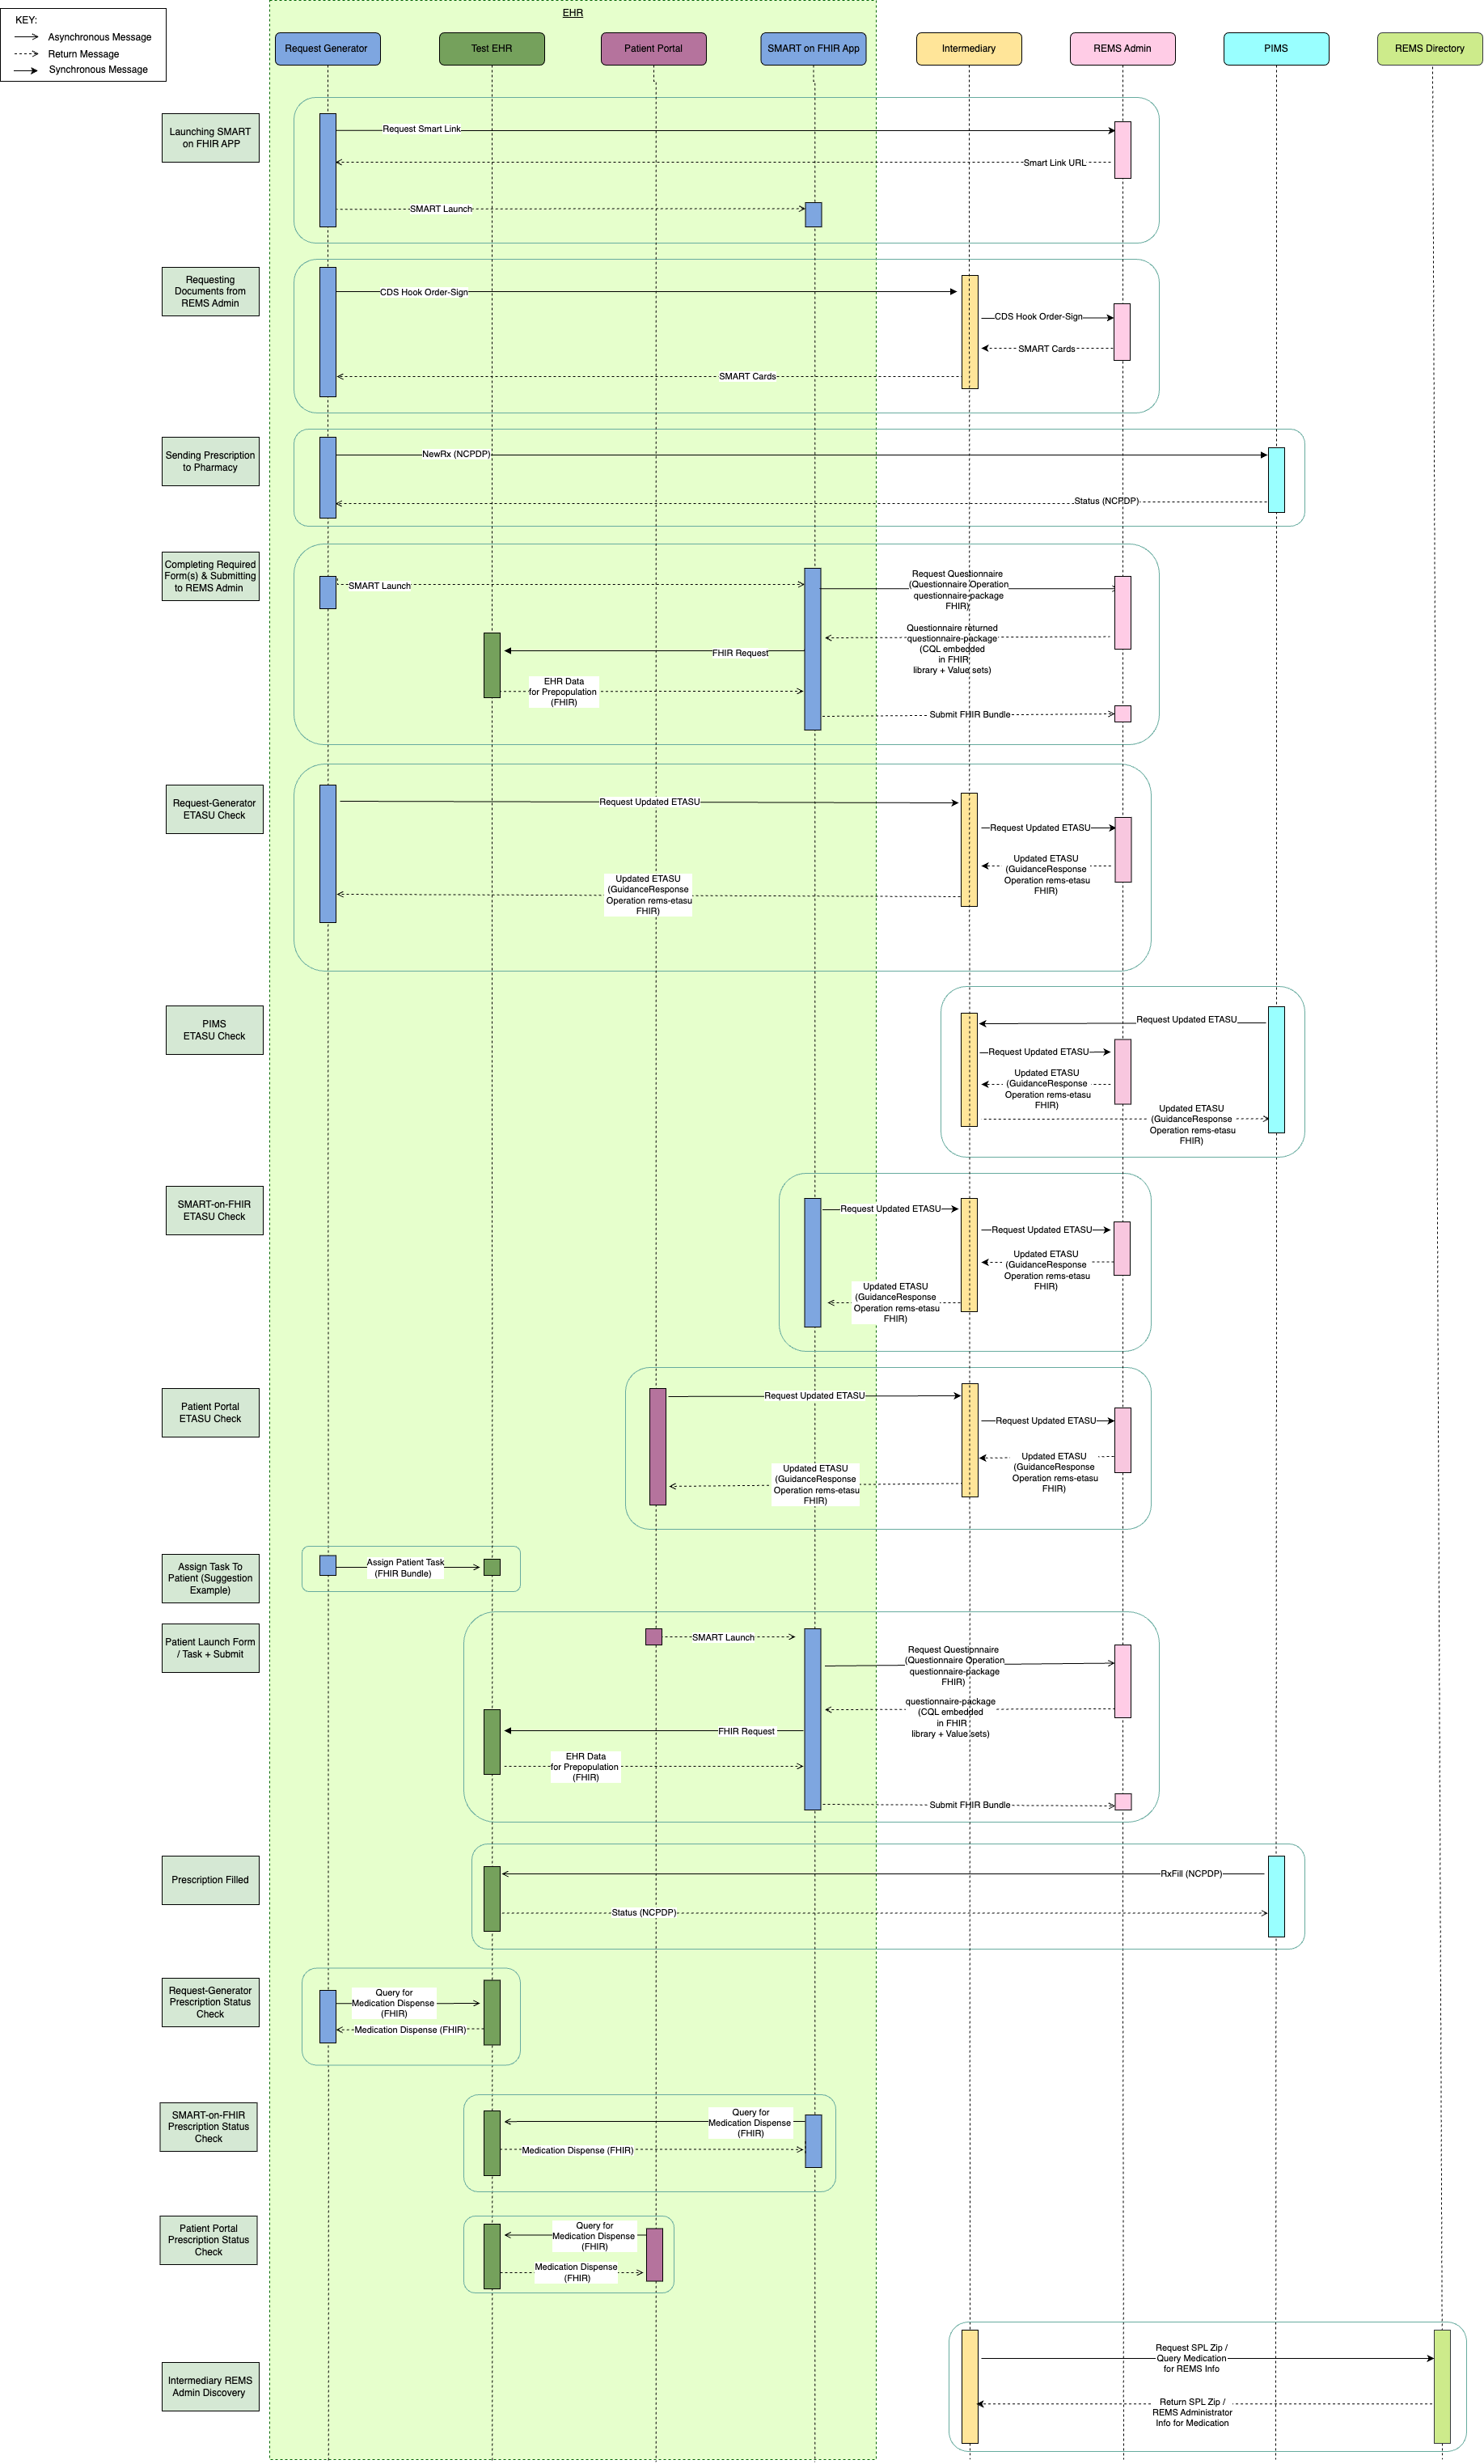 KEY:
Asynchronous Message
Return Message
Synchronous Message
EHR
Request Generator
Test EHR
Patient Portal
SMART on FHIR App
Intermediary
REMS Admin
PIMS
REMS Directory
Launching SMART
on FHIR APP
Request Smart Link
Smart Link URL
SMART Launch
Requesting
Documents from
REMS Admin
CDS Hook Order-Sign
CDS Hook Order-Sign
SMART Cards
SMART Cards
Sending Prescription
to Pharmacy
NewRx (NCPDP)
Status (NCPDP)
Completing Required
Form(s) & Submitting
to REMS Admin
SMART Launch
Request Questionnaire
(Questionnaire Operation
questionnaire-package
FHIR)
Questionnaire returned
questionnaire-package
(CQL embedded
in FHIR
library + Value sets)
FHIR Request
EHR Data
for Prepopulation
(FHIR)
Submit FHIR Bundle
Request-Generator
ETASU Check
Request Updated ETASU
Request Updated ETASU
Updated ETASU
(GuidanceResponse
Operation rems-etasu
FHIR)
Updated ETASU
(GuidanceResponse
Operation rems-etasu
FHIR)
PIMS
ETASU Check
Request Updated ETASU
Request Updated ETASU
Updated ETASU
(GuidanceResponse
Operation rems-etasu
FHIR)
Updated ETASU
(GuidanceResponse
Operation rems-etasu
FHIR)
SMART-on-FHIR
ETASU Check
Request Updated ETASU
Request Updated ETASU
Updated ETASU
(GuidanceResponse
Operation rems-etasu
FHIR)
Updated ETASU
(GuidanceResponse
Operation rems-etasu
FHIR)
Patient Portal
ETASU Check
Request Updated ETASU
Request Updated ETASU
Updated ETASU
(GuidanceResponse
Operation rems-etasu
FHIR)
Updated ETASU
(GuidanceResponse
Operation rems-etasu
FHIR)
Assign Task To
Patient (Suggestion
Example)
Assign Patient Task
(FHIR Bundle)
Patient Launch Form
/ Task + Submit
SMART Launch
Request Questionnaire
(Questionnaire Operation
questionnaire-package
FHIR)
questionnaire-package
(CQL embedded
in FHIR
library + Value sets)
FHIR Request
EHR Data
for Prepopulation
(FHIR)
Submit FHIR Bundle
Prescription Filled
RxFill (NCPDP)
Status (NCPDP)
Request-Generator
Prescription Status
Check
Query for
Medication Dispense
(FHIR)
Medication Dispense (FHIR)
SMART-on-FHIR
Prescription Status
Check
Query for
Medication Dispense
(FHIR)
Medication Dispense (FHIR)
Patient Portal
Prescription Status
Check
Query for
Medication Dispense
(FHIR)
Medication Dispense
(FHIR)
Intermediary REMS
Admin Discovery
Request SPL Zip /
Query Medication
for REMS Info
Return SPL Zip /
REMS Administrator
Info for Medication